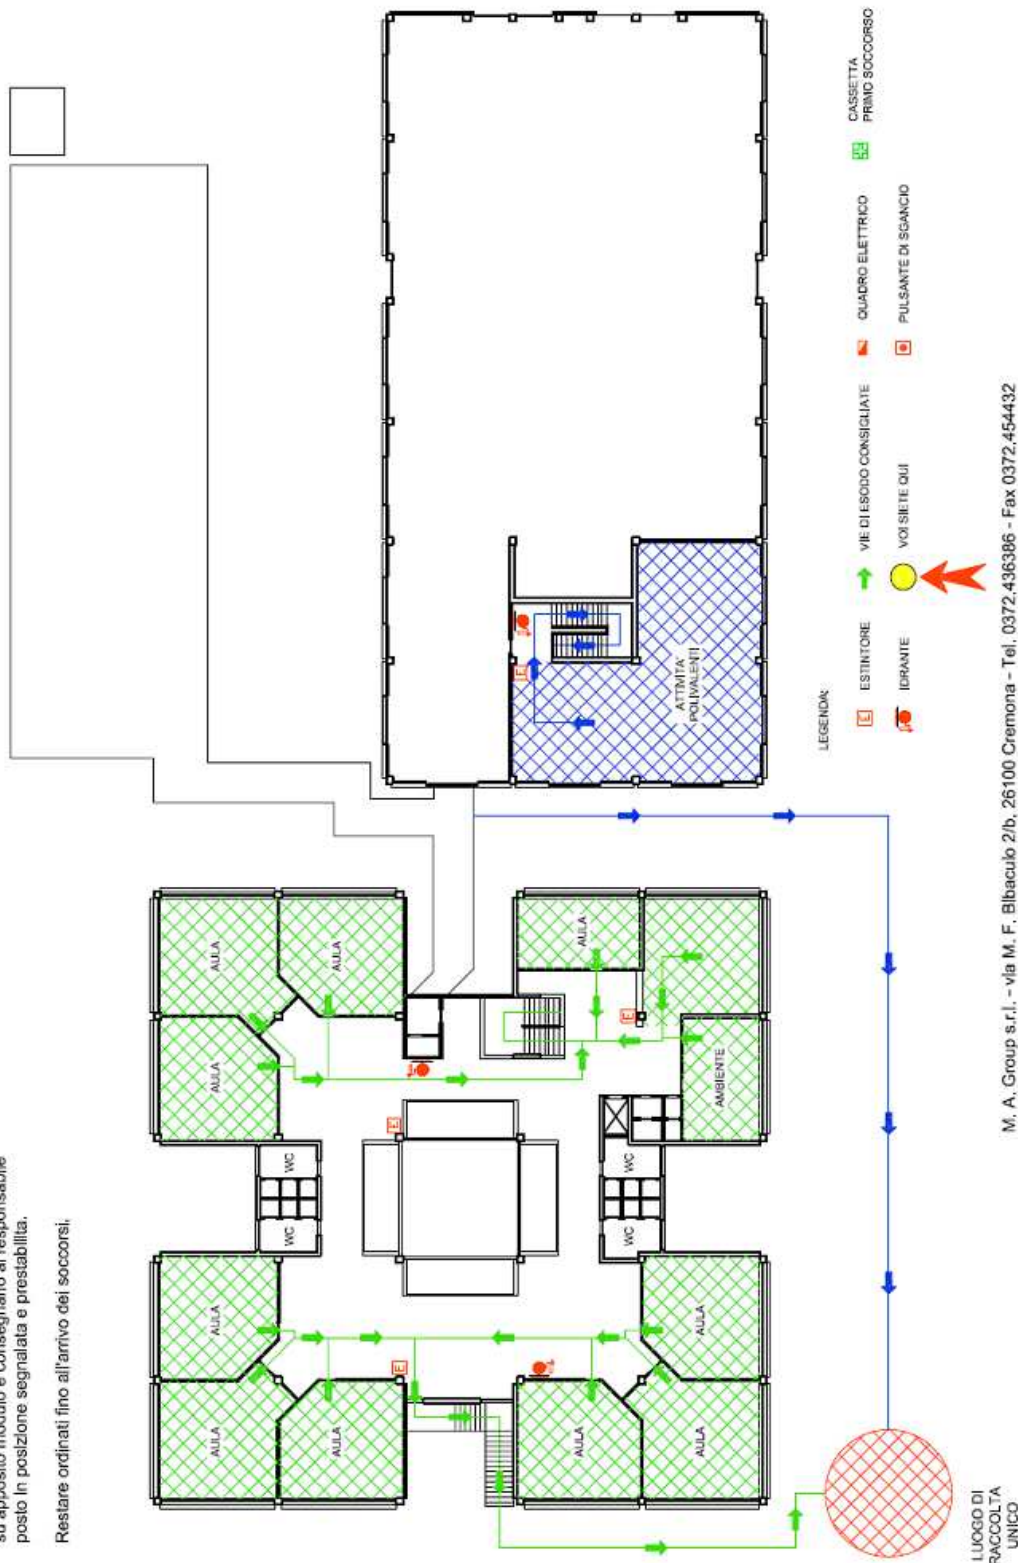 su apposito modulo e consegnarlo al responsabile
posto in posizione segnalata e prestabilita.
Restare ordinati fino all'arrivo dei soccorsi.
AULA
AULA
AULA
AULA
AULA
AULA
WC
WC
AULA
AMBIENTE
WC
WC
AULA
AULA
AULA
E
E
E
E
ATTIVITA'
POLIVALENTI
LEGENDA:
E ESTINTORE
VIE DI ESODO CONSIGLIATE
QUADRO ELETTRICO
CASSETTA
PRIMO SOCCORSO
IDRANTE
VOI SIETE QUI
PULSANTE DI SGANCIO
LUOGO DI
RACCOLTA
UNICO
M. A. Group s.r.l. - via M. F. Bibaculo 2/b, 26100 Cremona - Tel. 0372.436386 - Fax 0372.454432